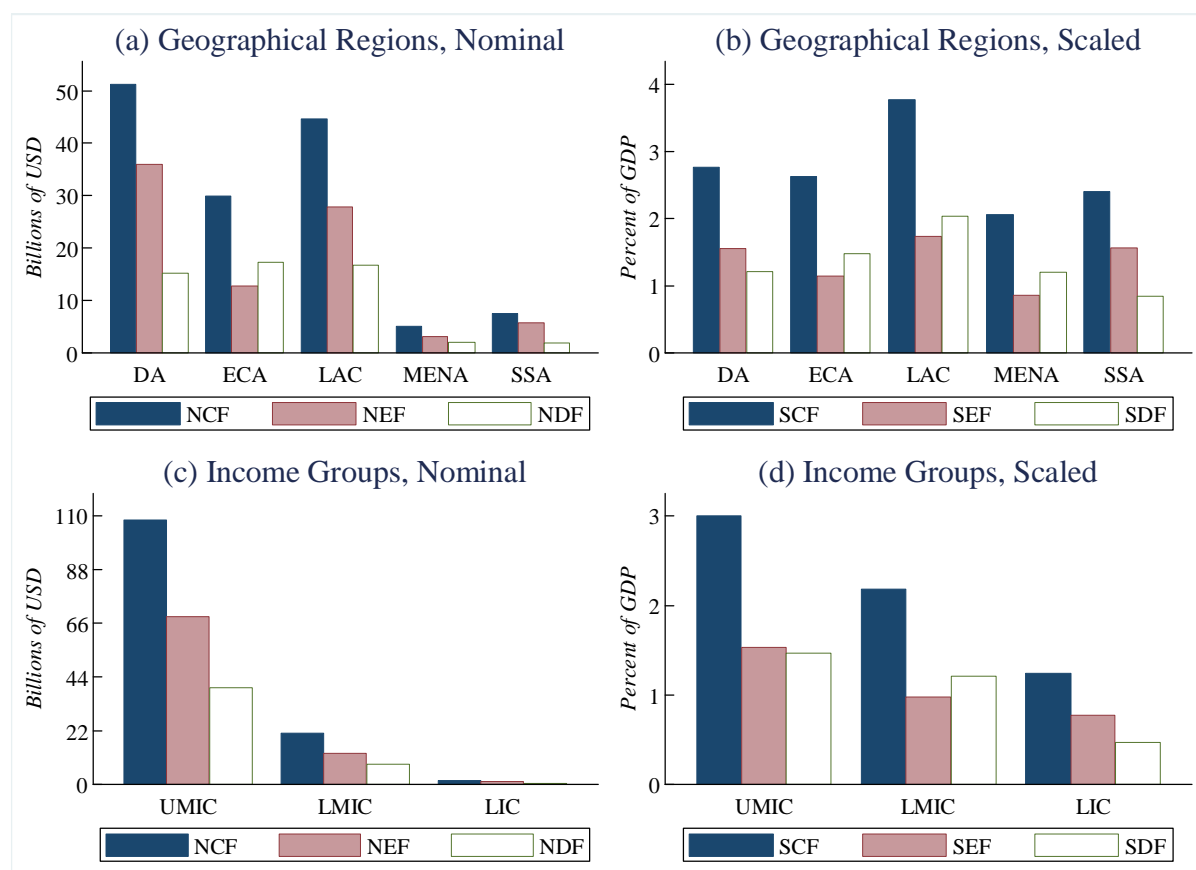 (a) Geographical Regions, Nominal
Billions of USD
50
40
30
20
10
0
DA ECA LAC MENA SSA
NCF NEF NDF
(b) Geographical Regions, Scaled
Percent of GDP
4
3
2
1
0
DA ECA LAC MENA SSA
SCF SEF SDF
(c) Income Groups, Nominal
Billions of USD
110
88
66
44
22
0
UMIC LMIC LIC
NCF NEF NDF
(d) Income Groups, Scaled
Percent of GDP
3
2
1
0
UMIC LMIC LIC
SCF SEF SDF